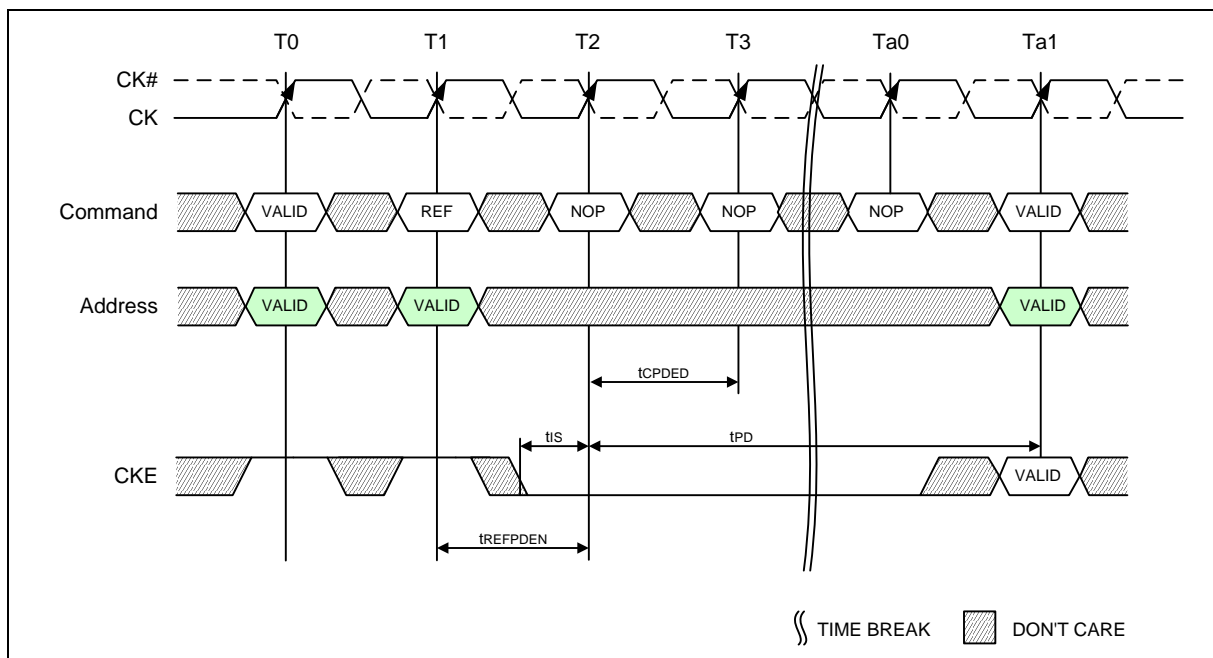 T0 T1 T2 T3 Ta0 Ta1
CK#
CK
Command VALID REF NOP NOP NOP VALID
Address VALID VALID VALID
tCPDED
tIS tPD
CKE VALID
tREFPDEN
TIME BREAK DON'T CARE